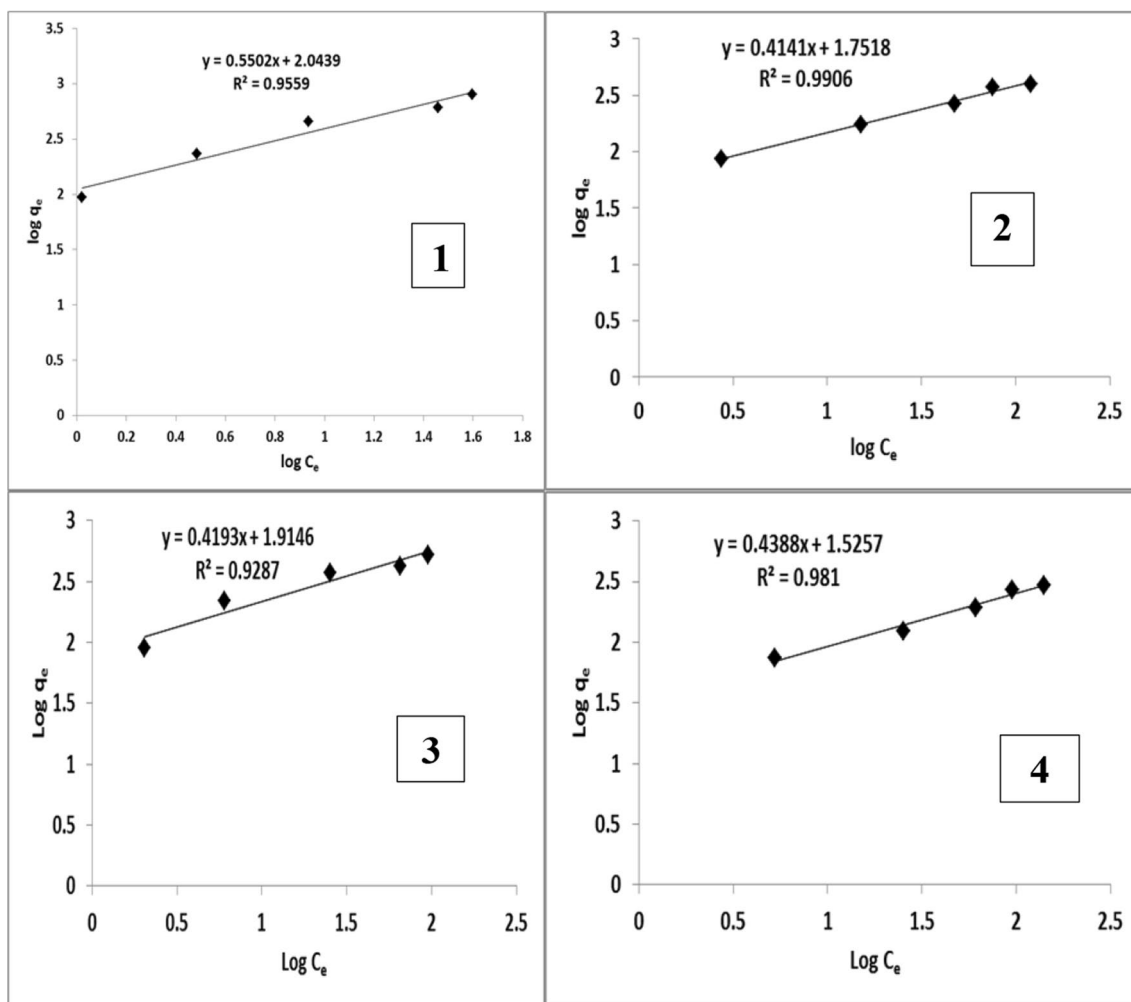 y = 0.5502x + 2.0439
R² = 0.9559
3.5
3
2.5
2
1.5
1
0.5
0
log qₑ
0 0.2 0.4 0.6 0.8 1 1.2 1.4 1.6 1.8
log Cₑ
1
y = 0.4141x + 1.7518
R² = 0.9906
3
2.5
2
1.5
1
0.5
0
log qₑ
0 0.5 1 1.5 2 2.5
log Cₑ
2
y = 0.4193x + 1.9146
R² = 0.9287
3
2.5
2
1.5
1
0.5
0
Log qₑ
0 0.5 1 1.5 2 2.5
Log Cₑ
3
y = 0.4388x + 1.5257
R² = 0.981
3
2.5
2
1.5
1
0.5
0
Log qₑ
0 0.5 1 1.5 2 2.5
Log Cₑ
4